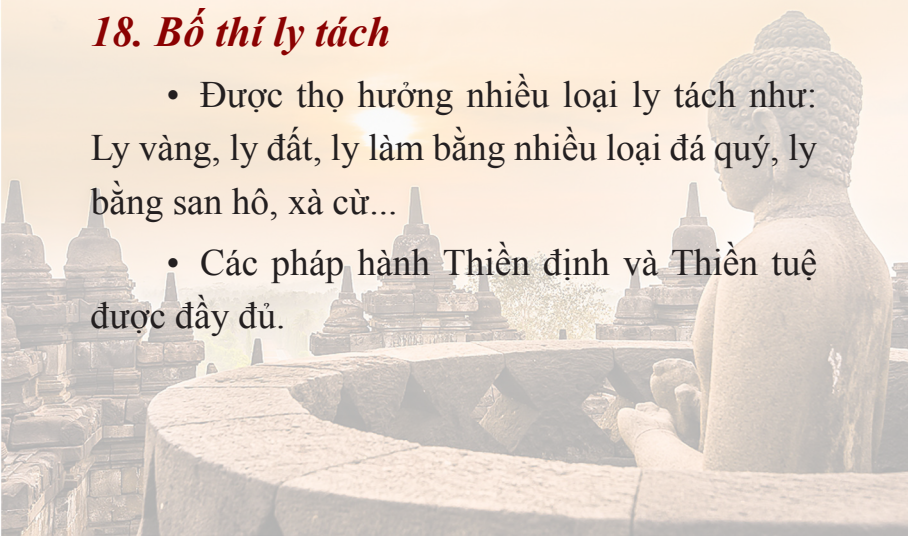 18. Bố thí ly tách
• Được thọ hưởng nhiều loại ly tách như:
Ly vàng, ly đất, ly làm bằng nhiều loại đá quý, ly
bằng san hô, xà cừ...
• Các pháp hành Thiền định và Thiền tuệ
được đầy đủ.